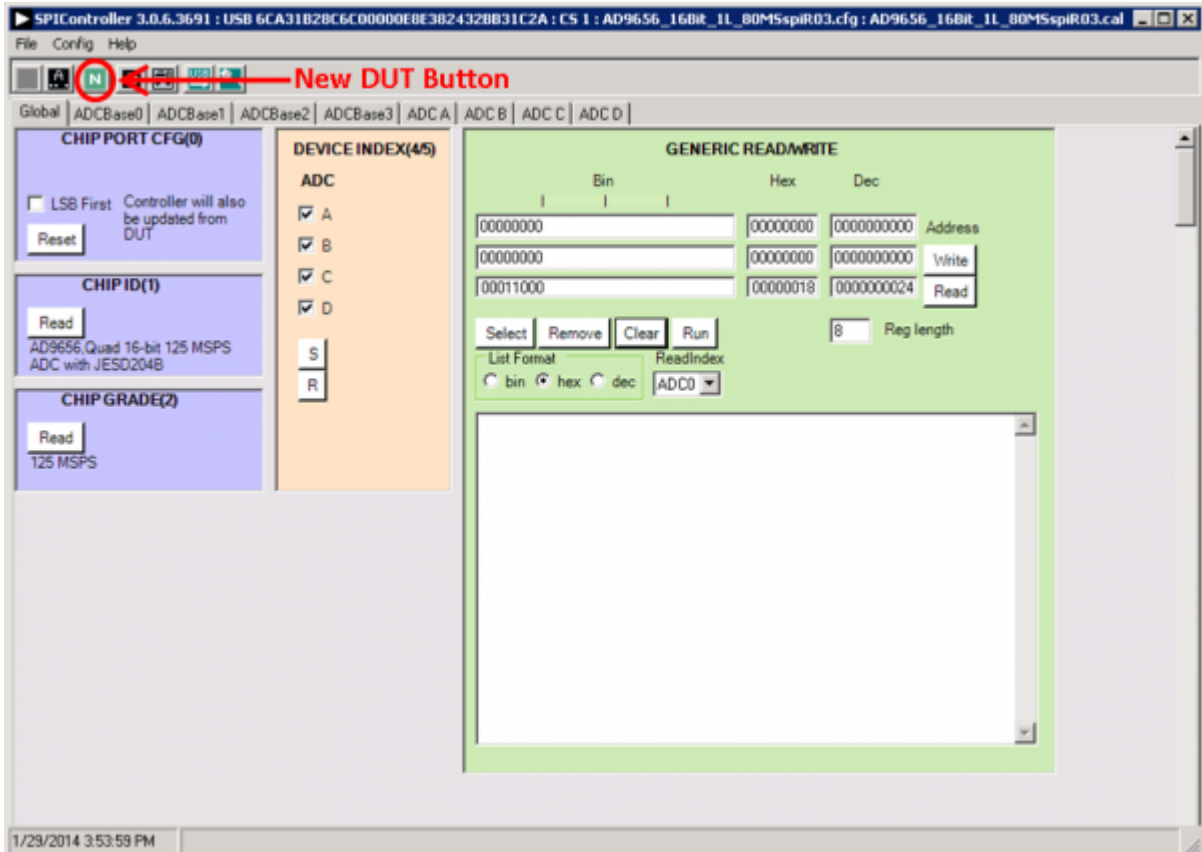 SPIController 3.0.6.3691 : USB 6CA31B28C6C00000E8E382432BB31C2A : CS 1 : AD9656_16Bit_1L_80MSspiR03.cfg : AD9656_16Bit_1L_80MSspiR03.cal
File Config Help
A N USB New DUT Button
Global ADCBase0 ADCBase1 ADCBase2 ADCBase3 ADC A ADC B ADC C ADC D
CHIP PORT CFG(0)
LSB First Controller will also
be updated from
DUT
Reset
CHIP ID(1)
Read
AD9656,Quad 16-bit 125 MSPS
ADC with JESD204B
CHIP GRADE(2)
Read
125 MSPS
DEVICE INDEX(4/5)
ADC
A
B
C
D
S
R
GENERIC READ/WRITE
Bin Hex Dec
00000000 00000000 0000000000 Address
00000000 00000000 0000000000 Write
00011000 00000018 0000000024 Read
Select Remove Clear Run 8 Reg length
List Format ReadIndex
bin hex dec ADC0
1/29/2014 3:53:59 PM